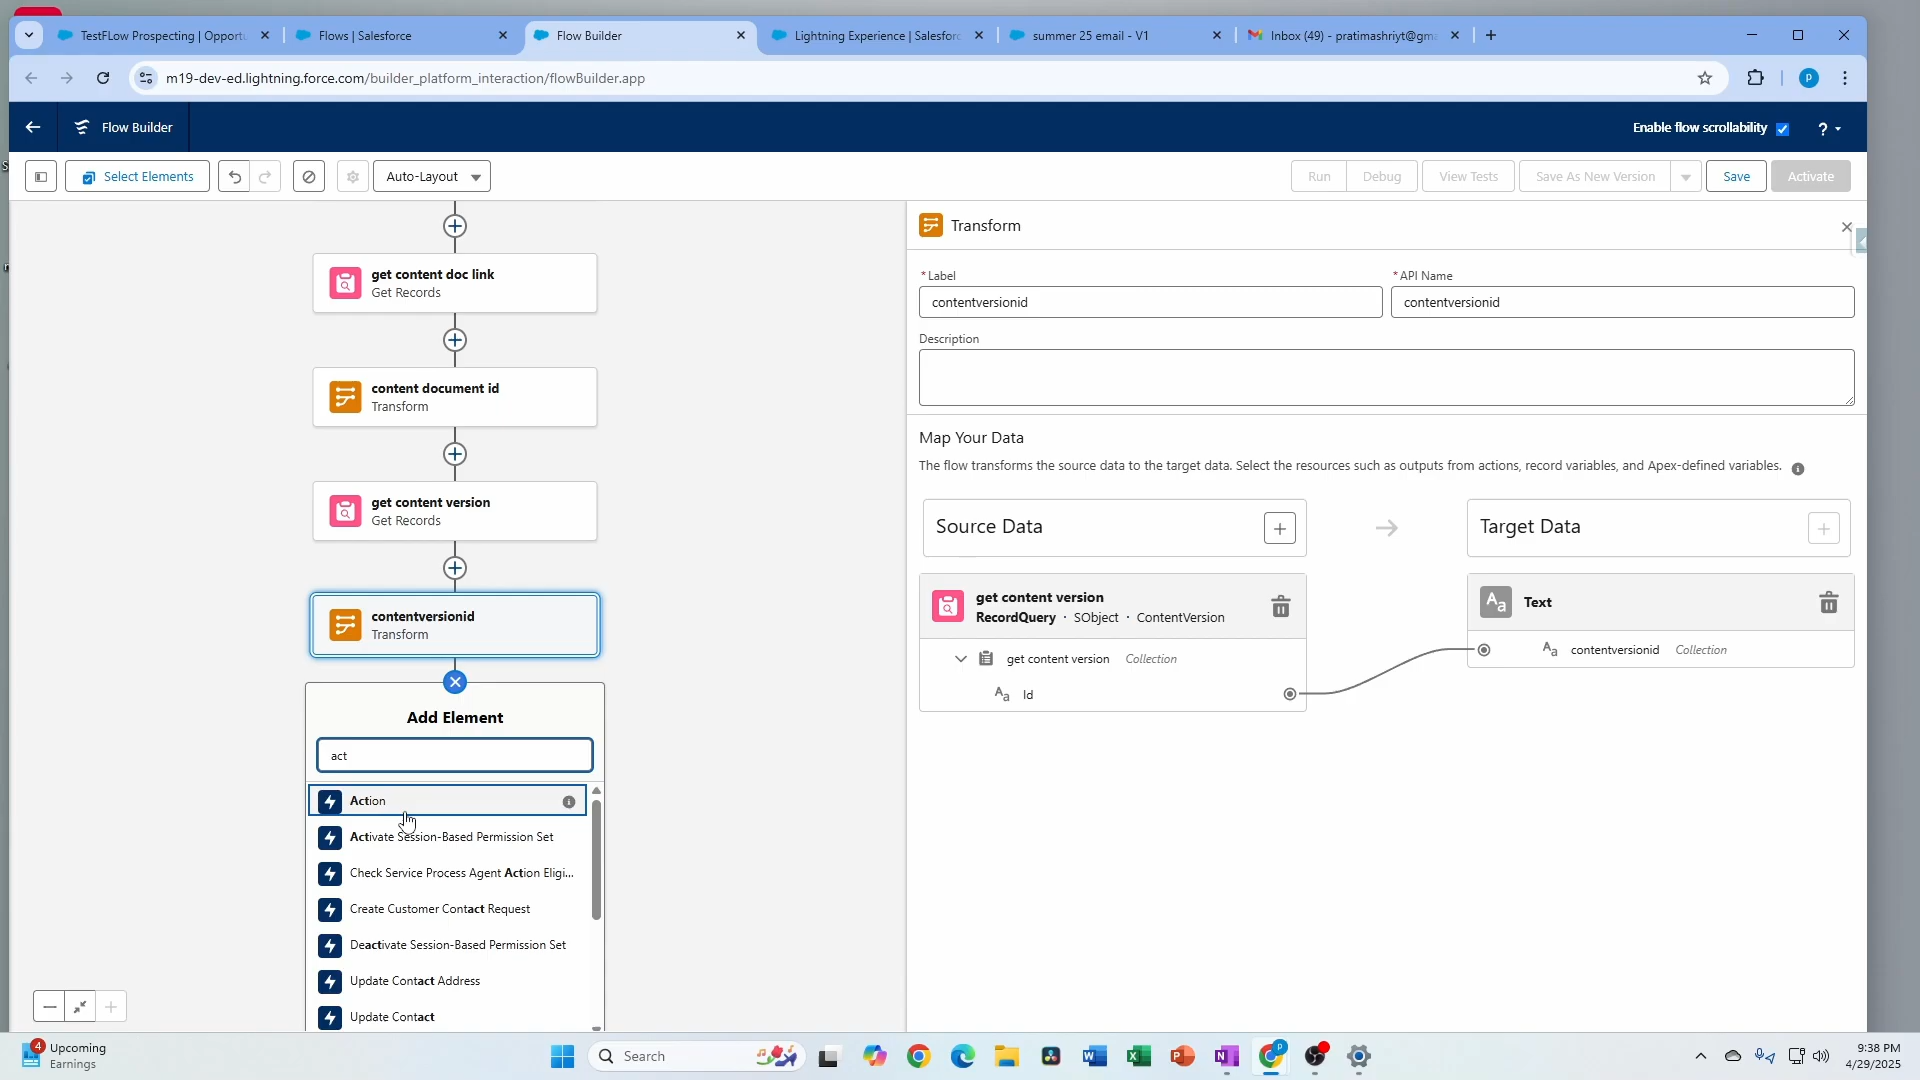 TestFLow Prospecting | Opportu
Flows | Salesforce
Flow Builder
Lightning Experience | Salesforc
summer 25 email - V1
Inbox (49) - pratimashriyt@gma
m19-dev-ed.lightning.force.com/builder_platform_interaction/flowBuilder.app
P
Flow Builder
Enable flow scrollability
?
Select Elements
Auto-Layout
Run
Debug
View Tests
Save As New Version
Save
Activate
get content doc link
Get Records
content document id
Transform
get content version
Get Records
contentversionid
Transform
Add Element
act
Action
Activate Session-Based Permission Set
Check Service Process Agent Action Eligi...
Create Customer Contact Request
Deactivate Session-Based Permission Set
Update Contact Address
Update Contact
Transform
*Label
contentversionid
*API Name
contentversionid
Description
Map Your Data
The flow transforms the source data to the target data. Select the resources such as outputs from actions, record variables, and Apex-defined variables.
Source Data
Target Data
get content version
RecordQuery · SObject · ContentVersion
get content version Collection
Aa Id
Aa Text
Aa contentversionid Collection
4
Upcoming
Earnings
Search
9:38 PM
4/29/2025